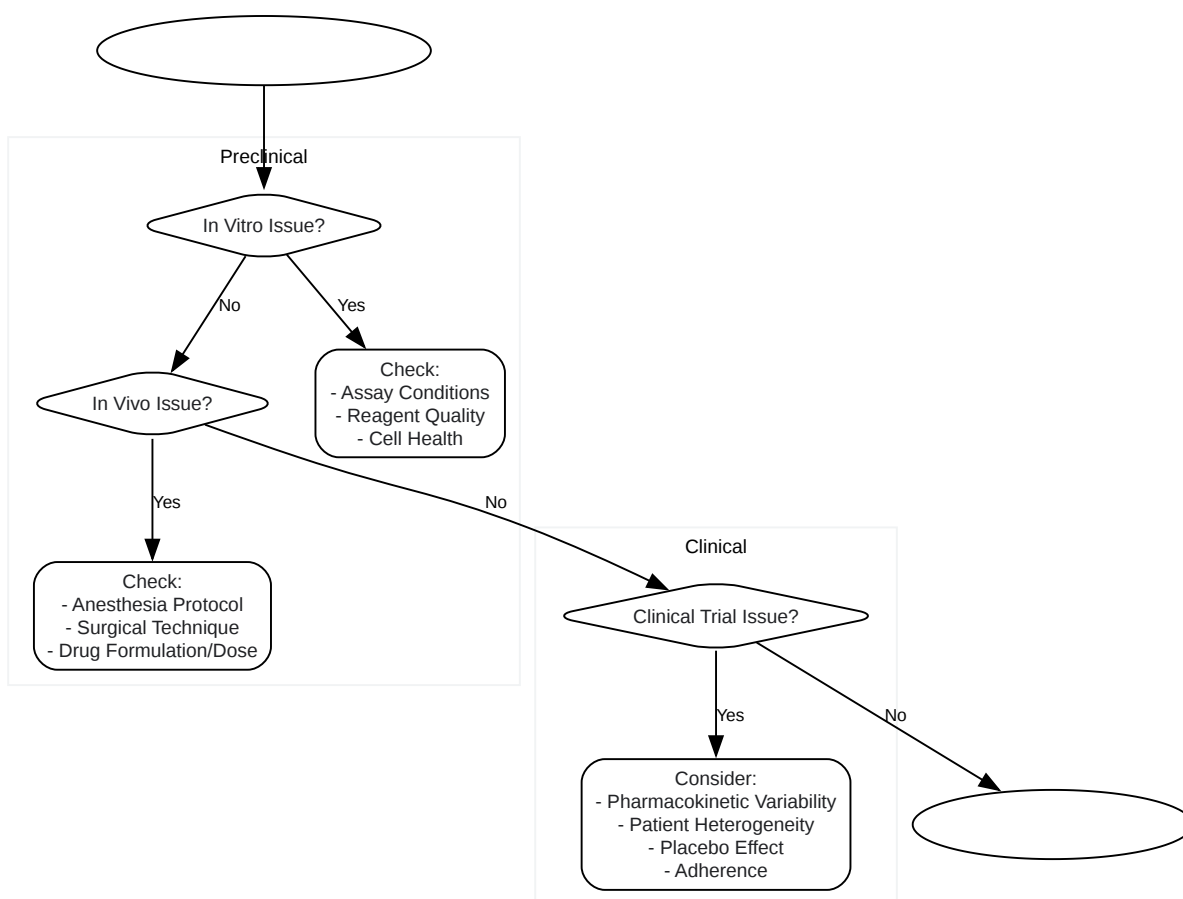 Preclinical
In Vitro Issue?
No
Yes
Check:
- Assay Conditions
- Reagent Quality
- Cell Health
In Vivo Issue?
Yes
No
Check:
- Anesthesia Protocol
- Surgical Technique
- Drug Formulation/Dose
Clinical
Clinical Trial Issue?
Yes
No
Consider:
- Pharmacokinetic Variability
- Patient Heterogeneity
- Placebo Effect
- Adherence